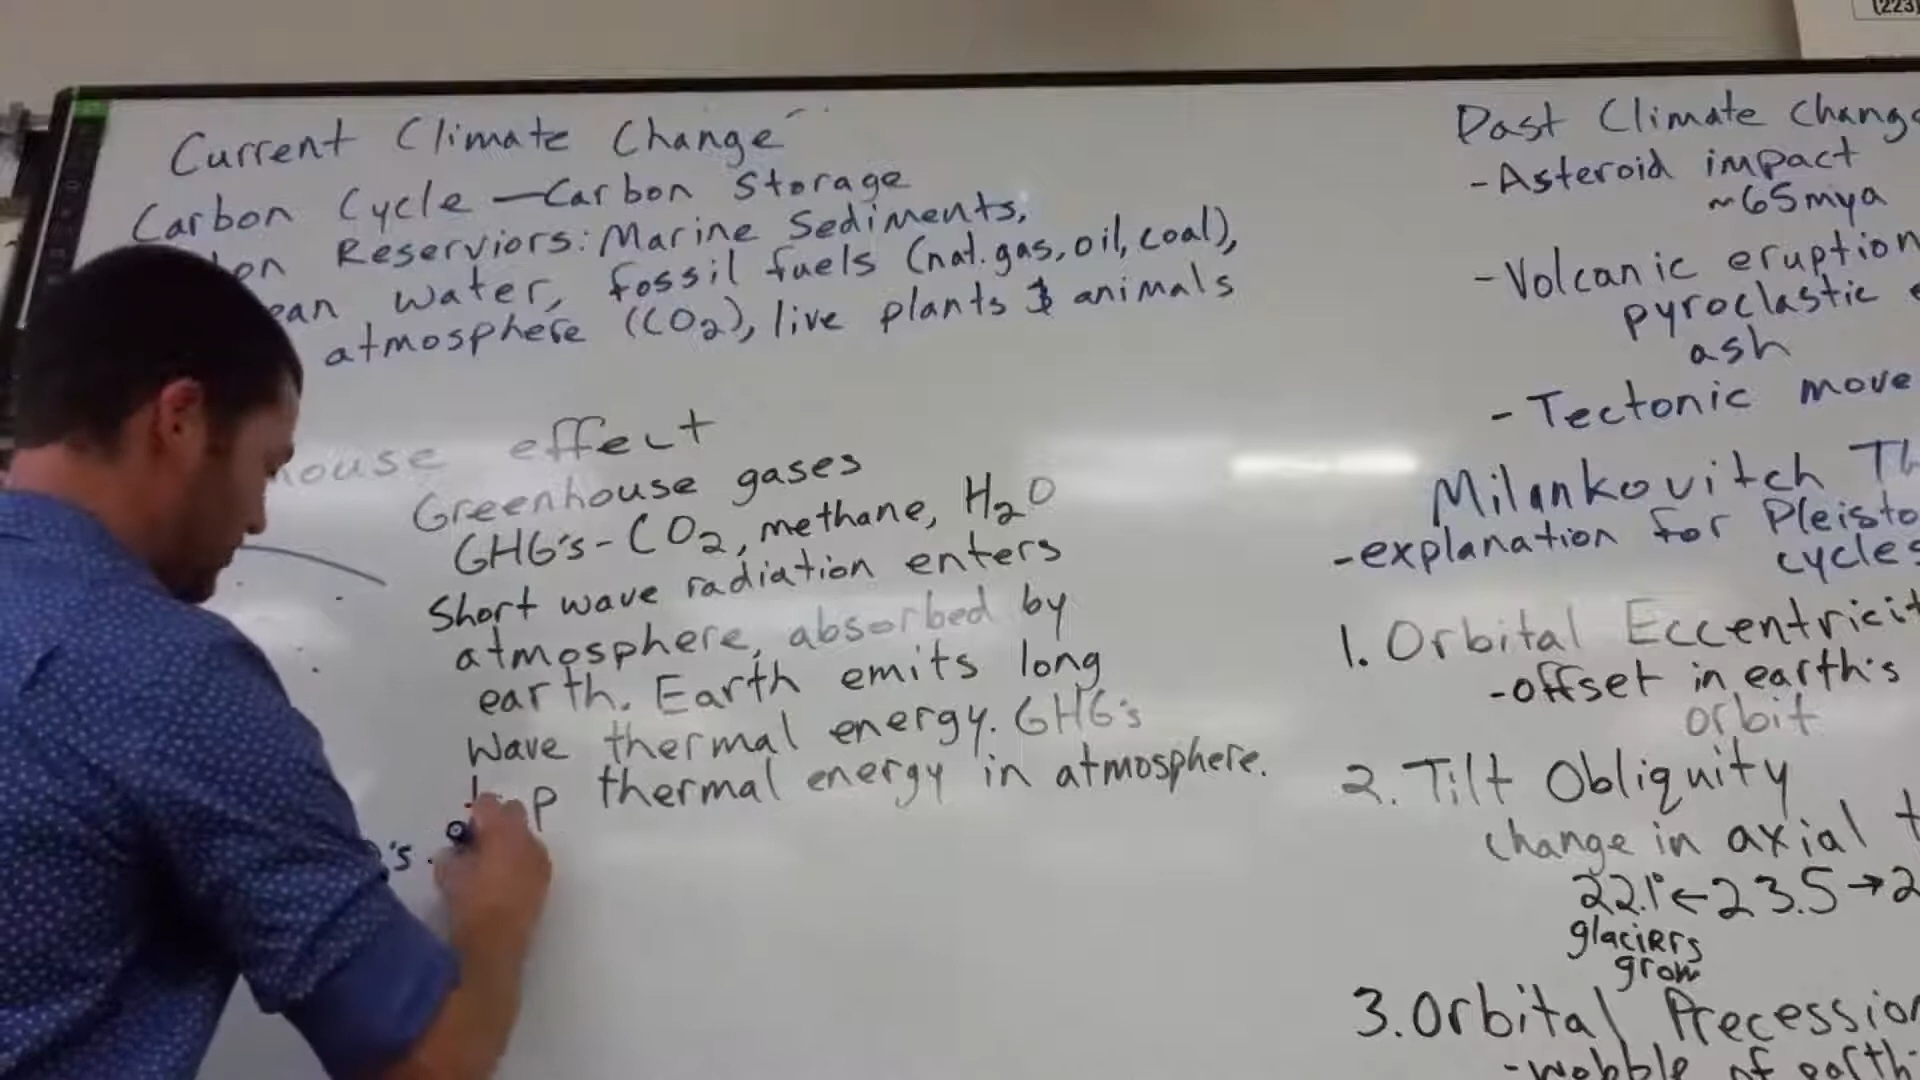 (223)
Current Climate Change
Carbon Cycle - Carbon Storage
Reserviors: Marine Sediments,
water, fossil fuels (nat. gas, oil, coal),
atmosphere (CO2), live plants & animals
house effect
Greenhouse gases
GHG's - CO2, methane, H2O
Short wave radiation enters
atmosphere, absorbed by
earth. Earth emits long
wave thermal energy. GHG's
thermal energy in atmosphere.
's
Past Climate Chang
- Asteroid impact
~65mya
- Volcanic eruption
pyroclastic
ash
- Tectonic move
Milankovitch Th
- explanation for Pleisto
cycles
1. Orbital Eccentricit
- offset in earth's
orbit
2. Tilt Obliquity
change in axial t
22.1° ← 23.5 → 2
glaciers
grow
3. Orbital Precession
- wobble of earth